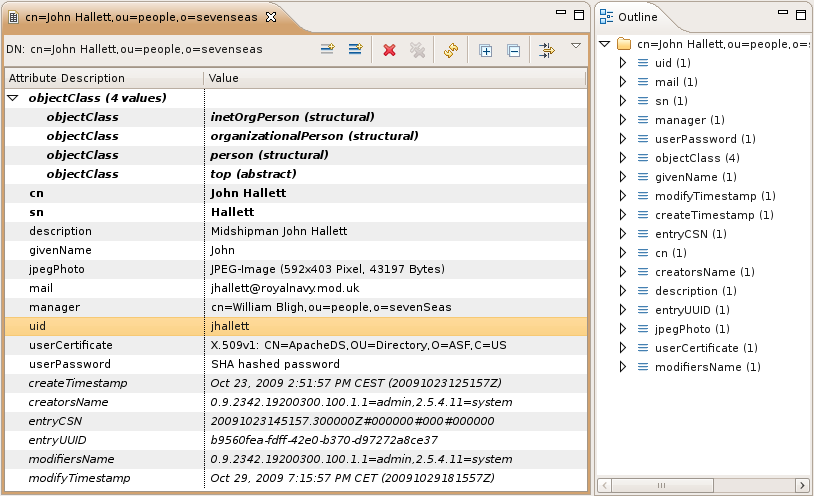 cn=John Hallett,ou=people,o=sevenseas
DN: cn=John Hallett,ou=people,o=sevenseas
Attribute Description Value
objectClass (4 values)
objectClass inetOrgPerson (structural)
objectClass organizationalPerson (structural)
objectClass person (structural)
objectClass top (abstract)
cn John Hallett
sn Hallett
description Midshipman John Hallett
givenName John
jpegPhoto JPEG-Image (592x403 Pixel, 43197 Bytes)
mail jhallett@royalnavy.mod.uk
manager cn=William Bligh,ou=people,o=sevenSeas
uid jhallett
userCertificate X.509v1: CN=ApacheDS,OU=Directory,O=ASF,C=US
userPassword SHA hashed password
createTimestamp Oct 23, 2009 2:51:57 PM CEST (20091023125157Z)
creatorsName 0.9.2342.19200300.100.1.1=admin,2.5.4.11=system
entryCSN 20091023145157.300000Z#000000#000#000000
entryUUID b9560fea-fdff-42e0-b370-d97272a8ce37
modifiersName 0.9.2342.19200300.100.1.1=admin,2.5.4.11=system
modifyTimestamp Oct 29, 2009 7:15:57 PM CET (20091029181557Z)
Outline
cn=John Hallett,ou=people,o=
uid (1)
mail (1)
sn (1)
manager (1)
userPassword (1)
objectClass (4)
givenName (1)
modifyTimestamp (1)
createTimestamp (1)
entryCSN (1)
cn (1)
creatorsName (1)
description (1)
entryUUID (1)
jpegPhoto (1)
userCertificate (1)
modifiersName (1)